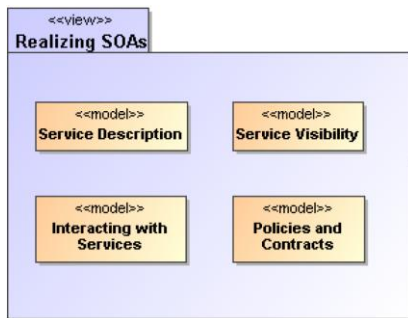 <<view>>
Realizing SOAs
<<model>>
Service Description
<<model>>
Service Visibility
<<model>>
Interacting with
Services
<<model>>
Policies and
Contracts